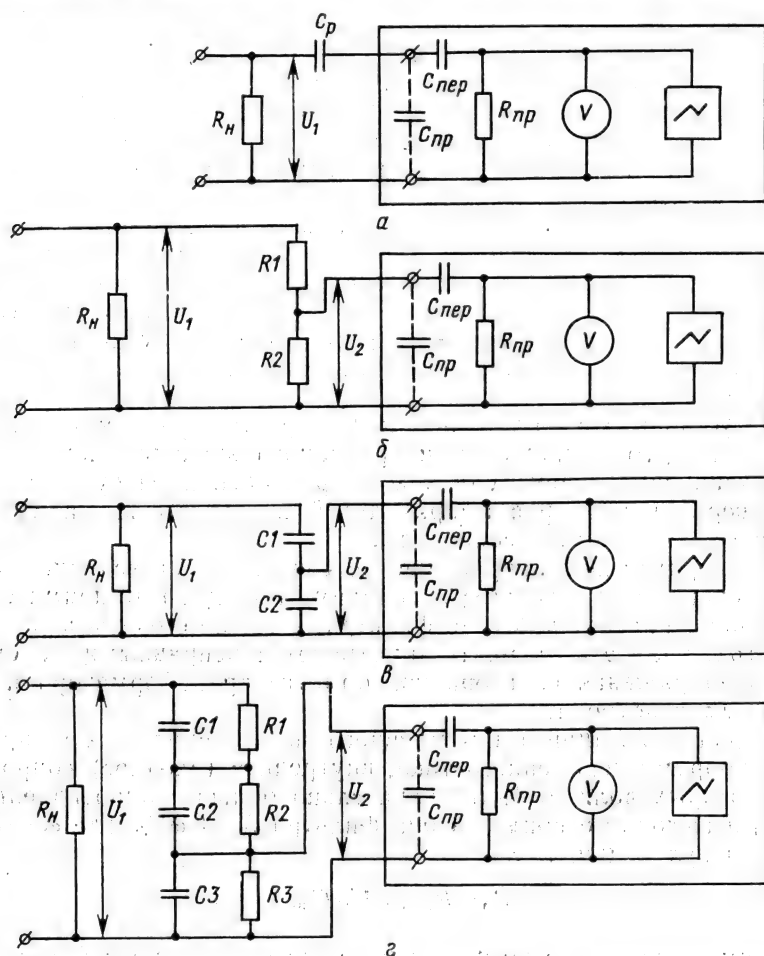 Cр
Rн
U1
Cпер
Cпр
Rпр
V
а
Rн
U1
R1
R2
U2
Cпер
Cпр
Rпр
V
б
Rн
U1
C1
C2
U2
Cпер
Cпр
Rпр
V
в
Rн
U1
C1
R1
C2
R2
C3
R3
U2
Cпер
Cпр
Rпр
V
г